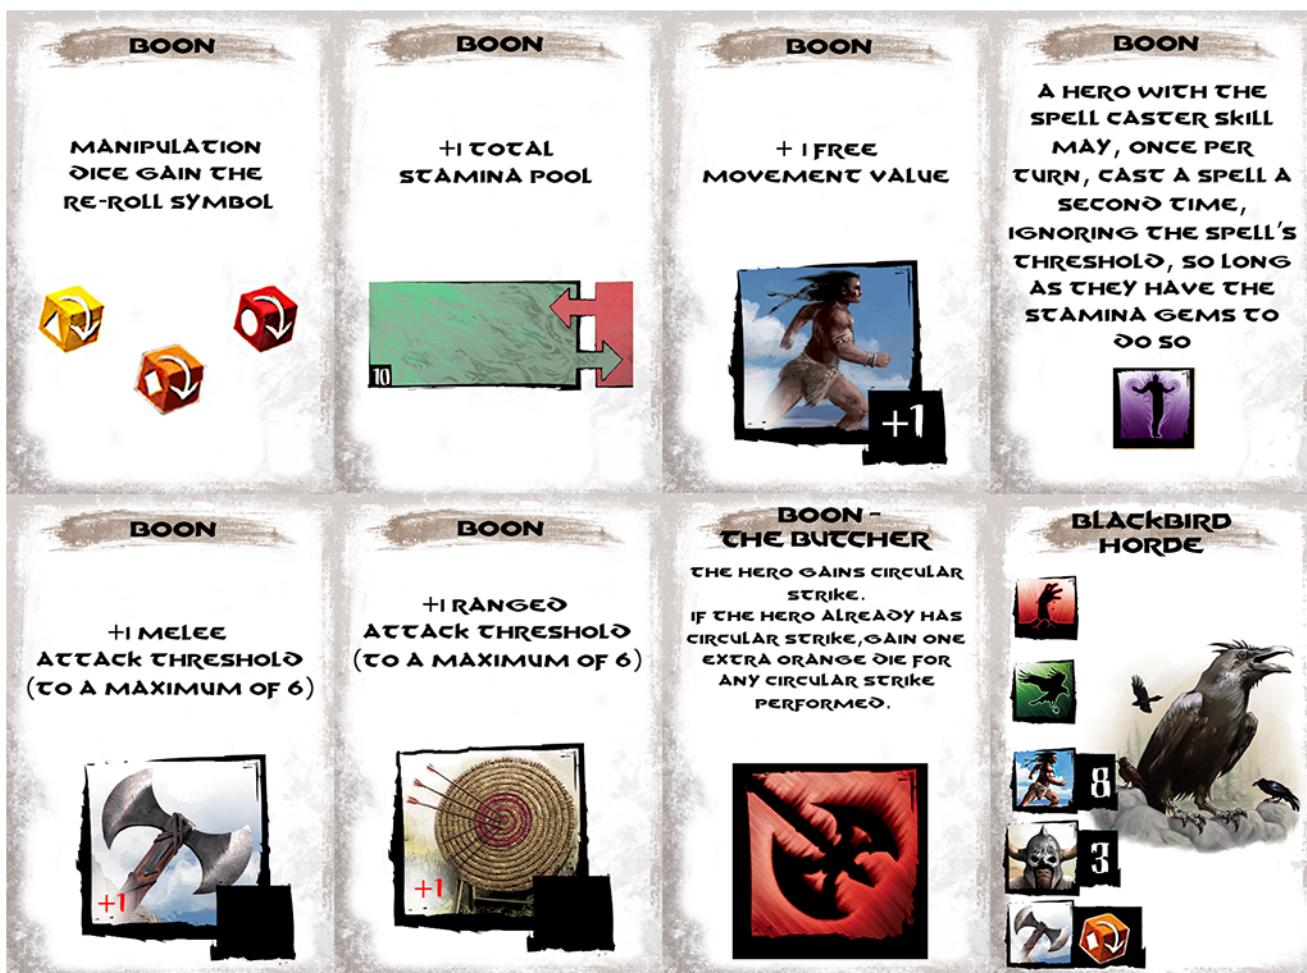 BOON
MANIPULATION
DICE GAIN THE
RE-ROLL SYMBOL
BOON
+1 TOTAL
STAMINA POOL
10
BOON
+ 1 FREE
MOVEMENT VALUE
+1
BOON
A HERO WITH THE
SPELL CASTER SKILL
MAY, ONCE PER
TURN, CAST A SPELL A
SECOND TIME,
IGNORING THE SPELL'S
THRESHOLD, SO LONG
AS THEY HAVE THE
STAMINA GEMS TO
DO SO
BOON
+1 MELEE
ATTACK THRESHOLD
(TO A MAXIMUM OF 6)
+1
BOON
+1 RANGED
ATTACK THRESHOLD
(TO A MAXIMUM OF 6)
+1
BOON -
THE BUTCHER
THE HERO GAINS CIRCULAR
STRIKE.
IF THE HERO ALREADY HAS
CIRCULAR STRIKE,GAIN ONE
EXTRA ORANGE DIE FOR
ANY CIRCULAR STRIKE
PERFORMED.
BLACKBIRD
HORDE
8
3